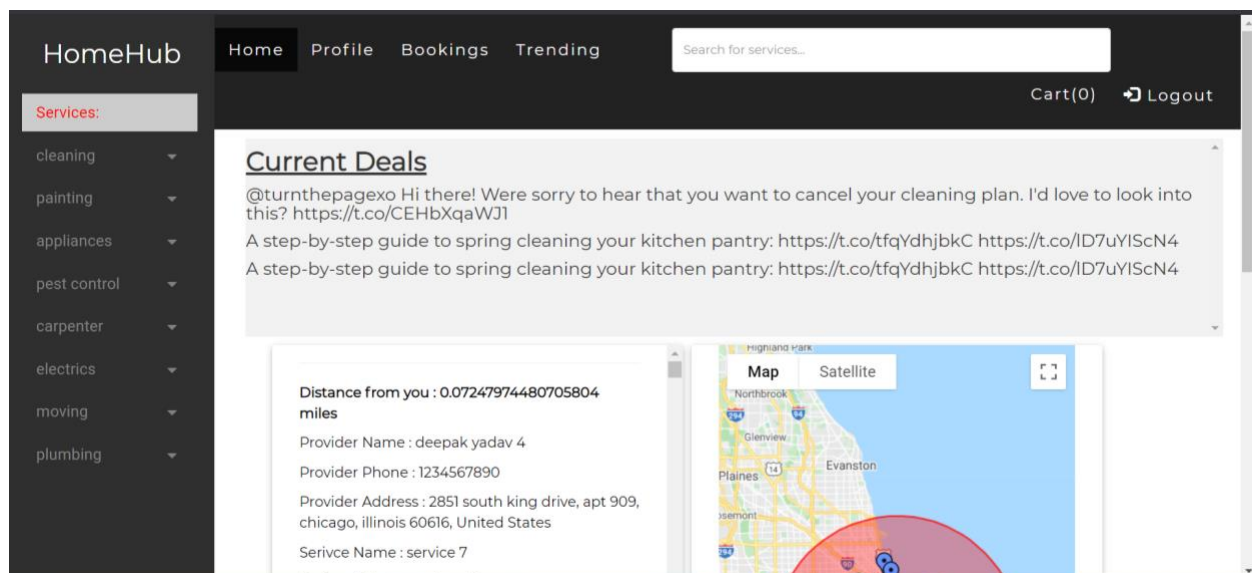 HomeHub
Home Profile Bookings Trending
Search for services...
Cart(0) Logout
Services:
cleaning
painting
appliances
pest control
carpenter
electrics
moving
plumbing
Current Deals
@turnthepagexo Hi there! Were sorry to hear that you want to cancel your cleaning plan. I'd love to look into
this? https://t.co/CEHbXqaWJ1
A step-by-step guide to spring cleaning your kitchen pantry: https://t.co/tfqYdhjbkC https://t.co/lD7uYIScN4
A step-by-step guide to spring cleaning your kitchen pantry: https://t.co/tfqYdhjbkC https://t.co/lD7uYIScN4
Distance from you : 0.07247974480705804
miles
Provider Name : deepak yadav 4
Provider Phone : 1234567890
Provider Address : 2851 south king drive, apt 909,
chicago, illinois 60616, United States
Serivce Name : service 7
Highland Park
Map Satellite
Northbrook
294 94
Glenview
14
Plaines
Evanston
osemont
294